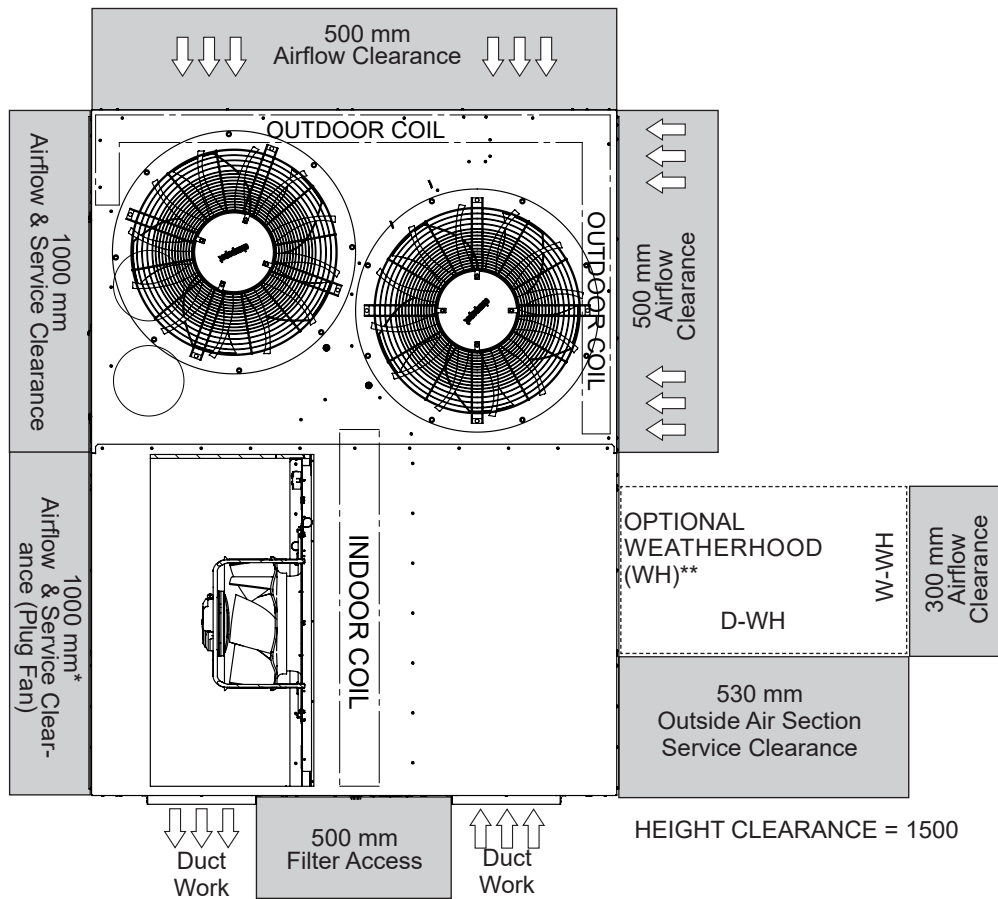 500 mm
Airflow Clearance
OUTDOOR COIL
1000 mm
Airflow & Service Clearance
OUTDOOR COIL
500 mm
Airflow
Clearance
1000 mm*
Airflow & Service Clear-
ance (Plug Fan)
INDOOR COIL
OPTIONAL
WEATHERHOOD
(WH)**
W-WH
D-WH
300 mm
Airflow
Clearance
530 mm
Outside Air Section
Service Clearance
HEIGHT CLEARANCE = 1500
Duct
Work
500 mm
Filter Access
Duct
Work